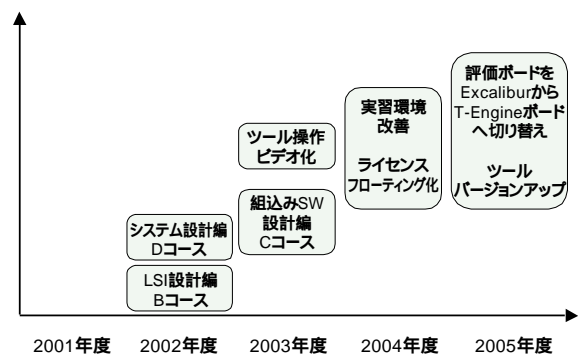 評価ボードを
Excaliburから
T-Engineボード
へ切り替え
ツール
バージョンアップ
実習環境
改善
ライセンス
フローティング化
ツール操作
ビデオ化
組込みSW
設計編
Cコース
システム設計編
Dコース
LSI設計編
Bコース
2001年度
2002年度
2003年度
2004年度
2005年度